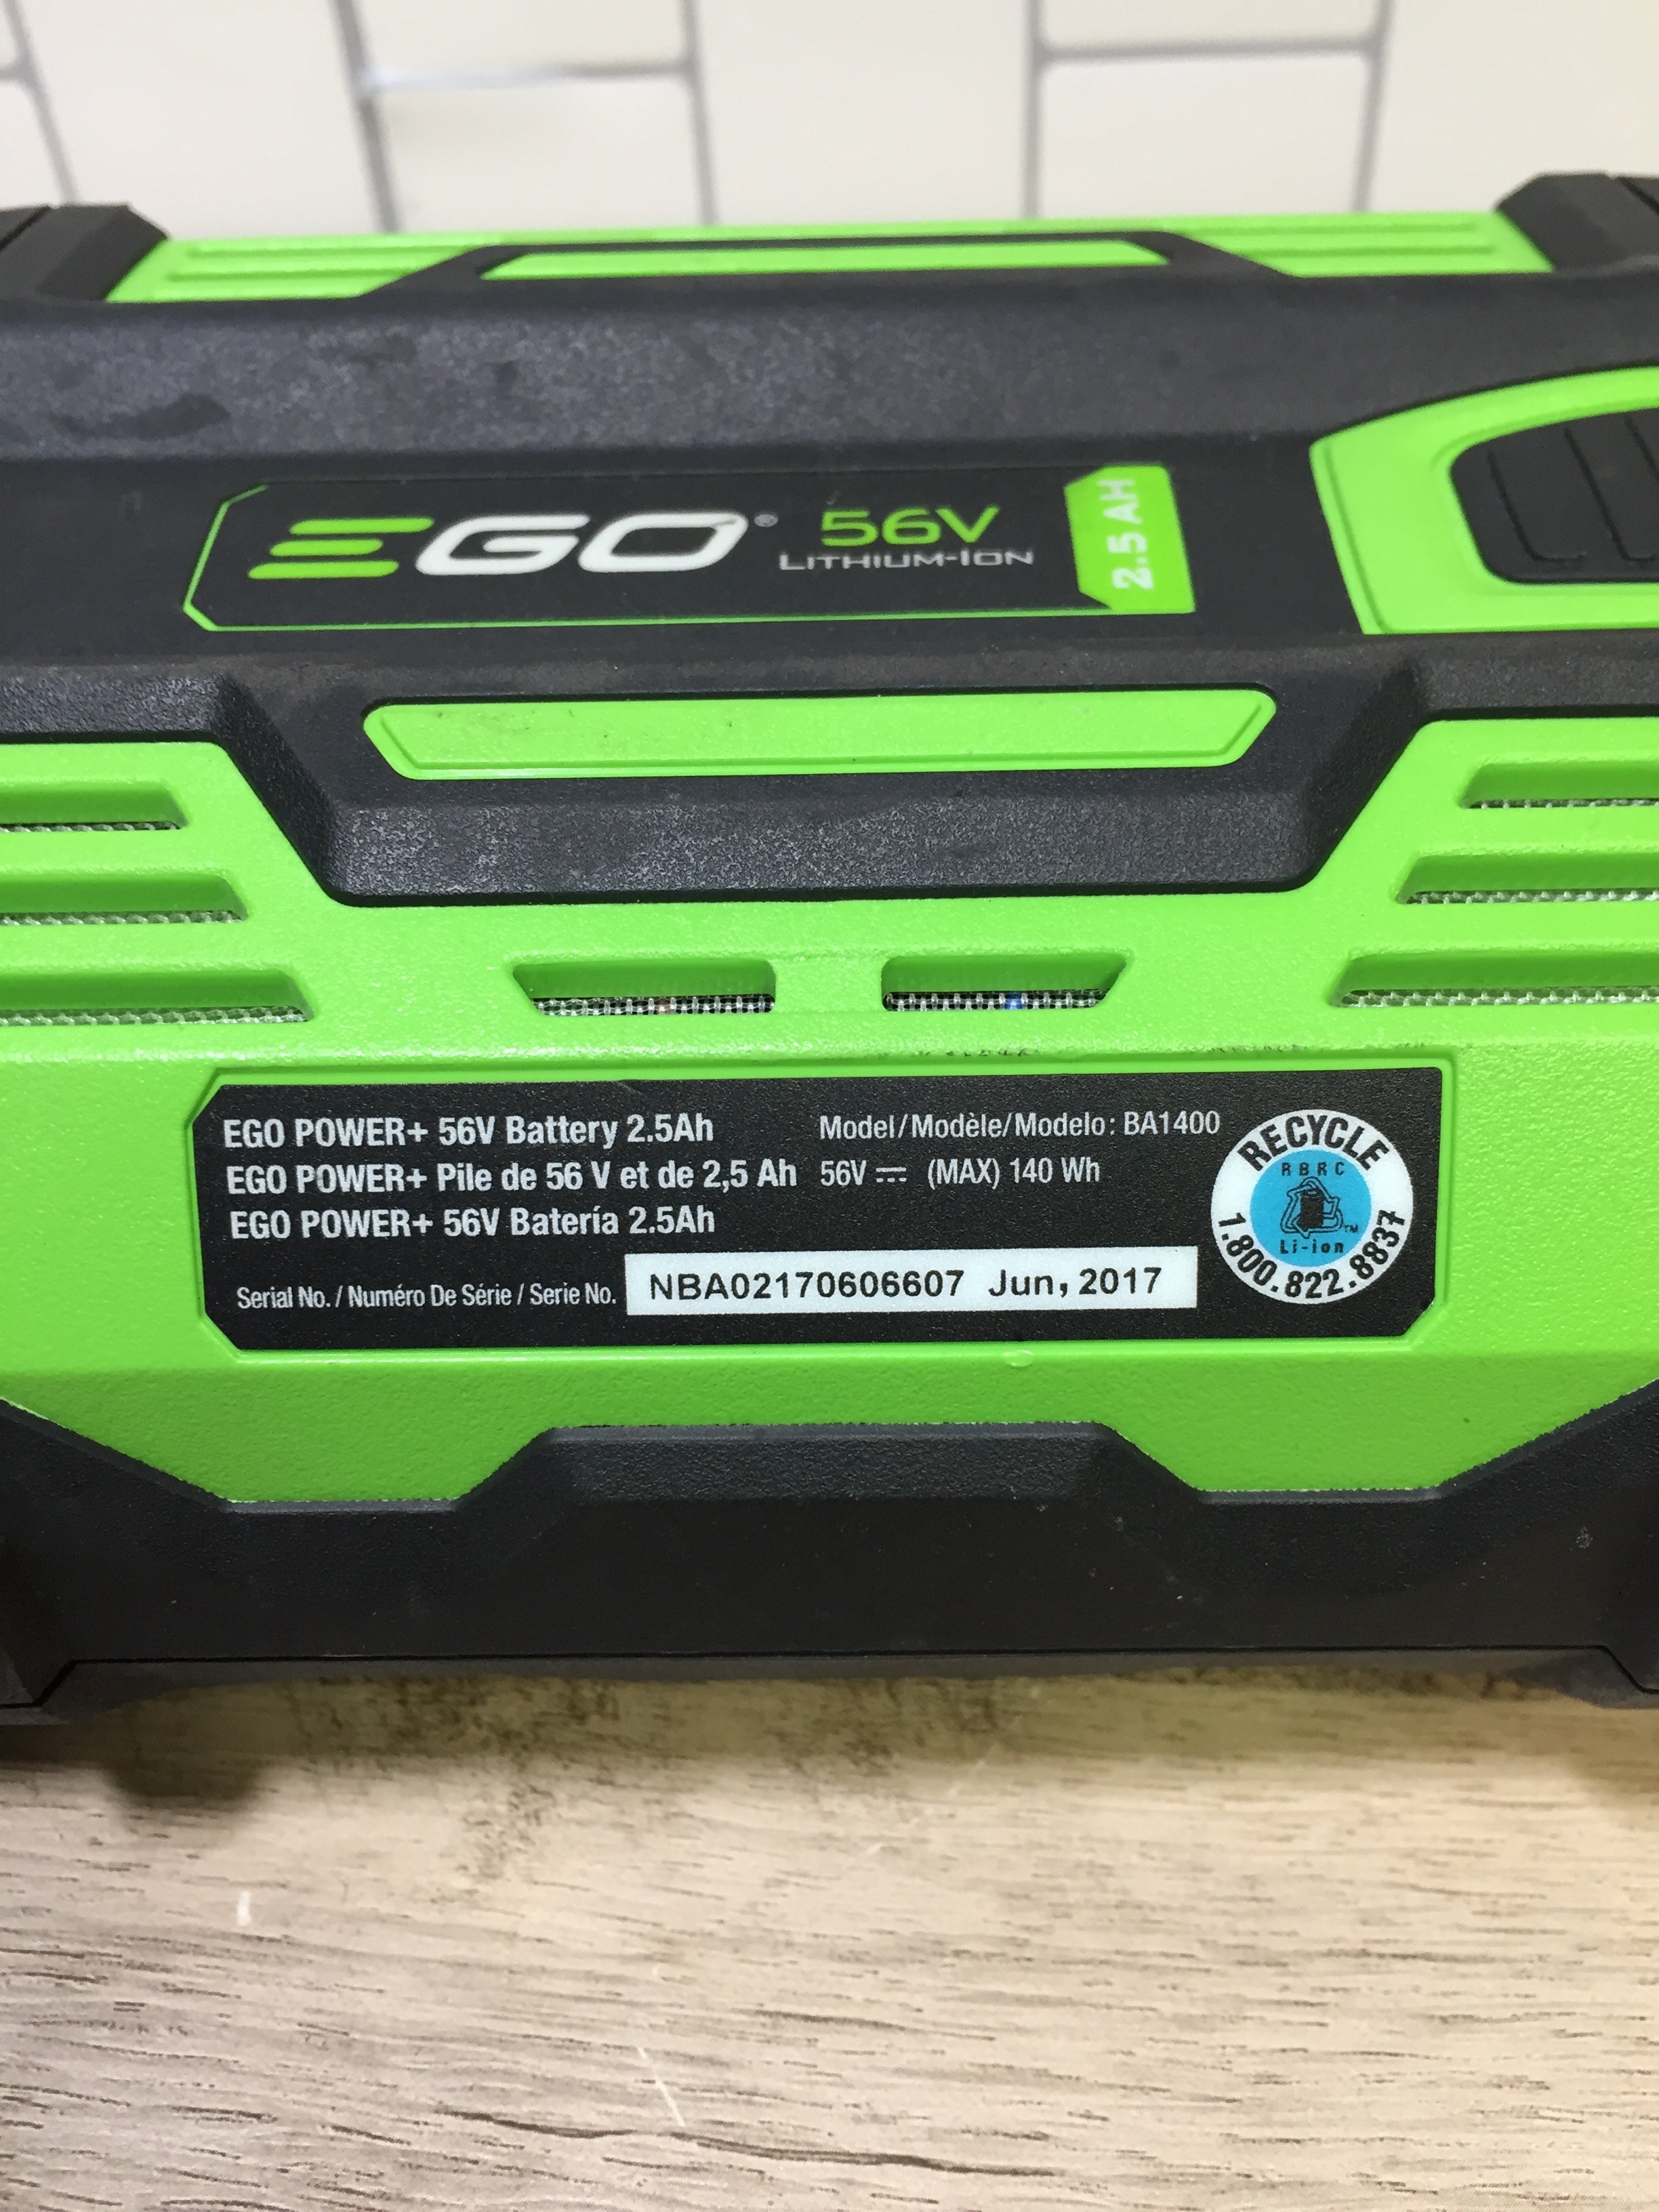 EGO® 56V
LITHIUM-ION
2.5 AH
EGO POWER+ 56V Battery 2.5Ah
EGO POWER+ Pile de 56 V et de 2,5 Ah
EGO POWER+ 56V Batería 2.5Ah
Model/Modèle/Modelo: BA1400
56V ⎓ (MAX) 140 Wh
Serial No. / Numéro De Série / Serie No. NBA02170606607 Jun, 2017
RECYCLE
RBRC
TM
Li-ion
1.800.822.8837